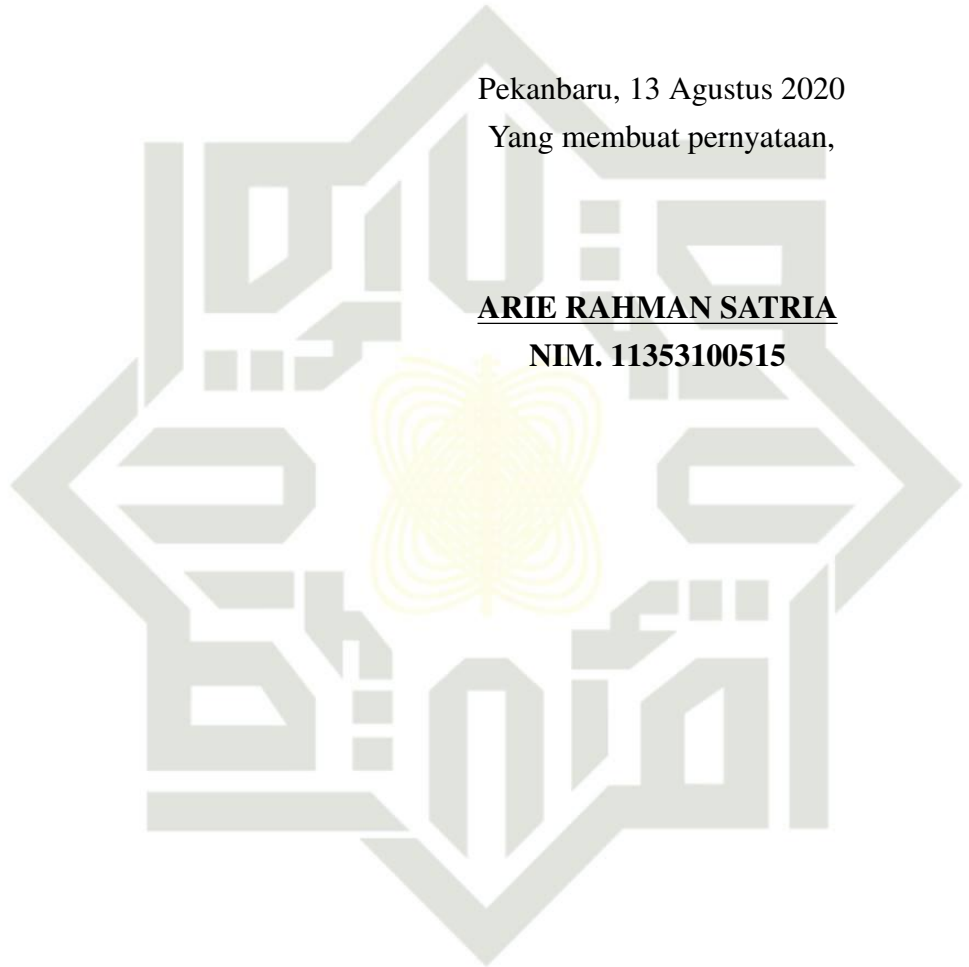 Pekanbaru, 13 Agustus 2020
Yang membuat pernyataan,
ARIE RAHMAN SATRIA
NIM. 11353100515